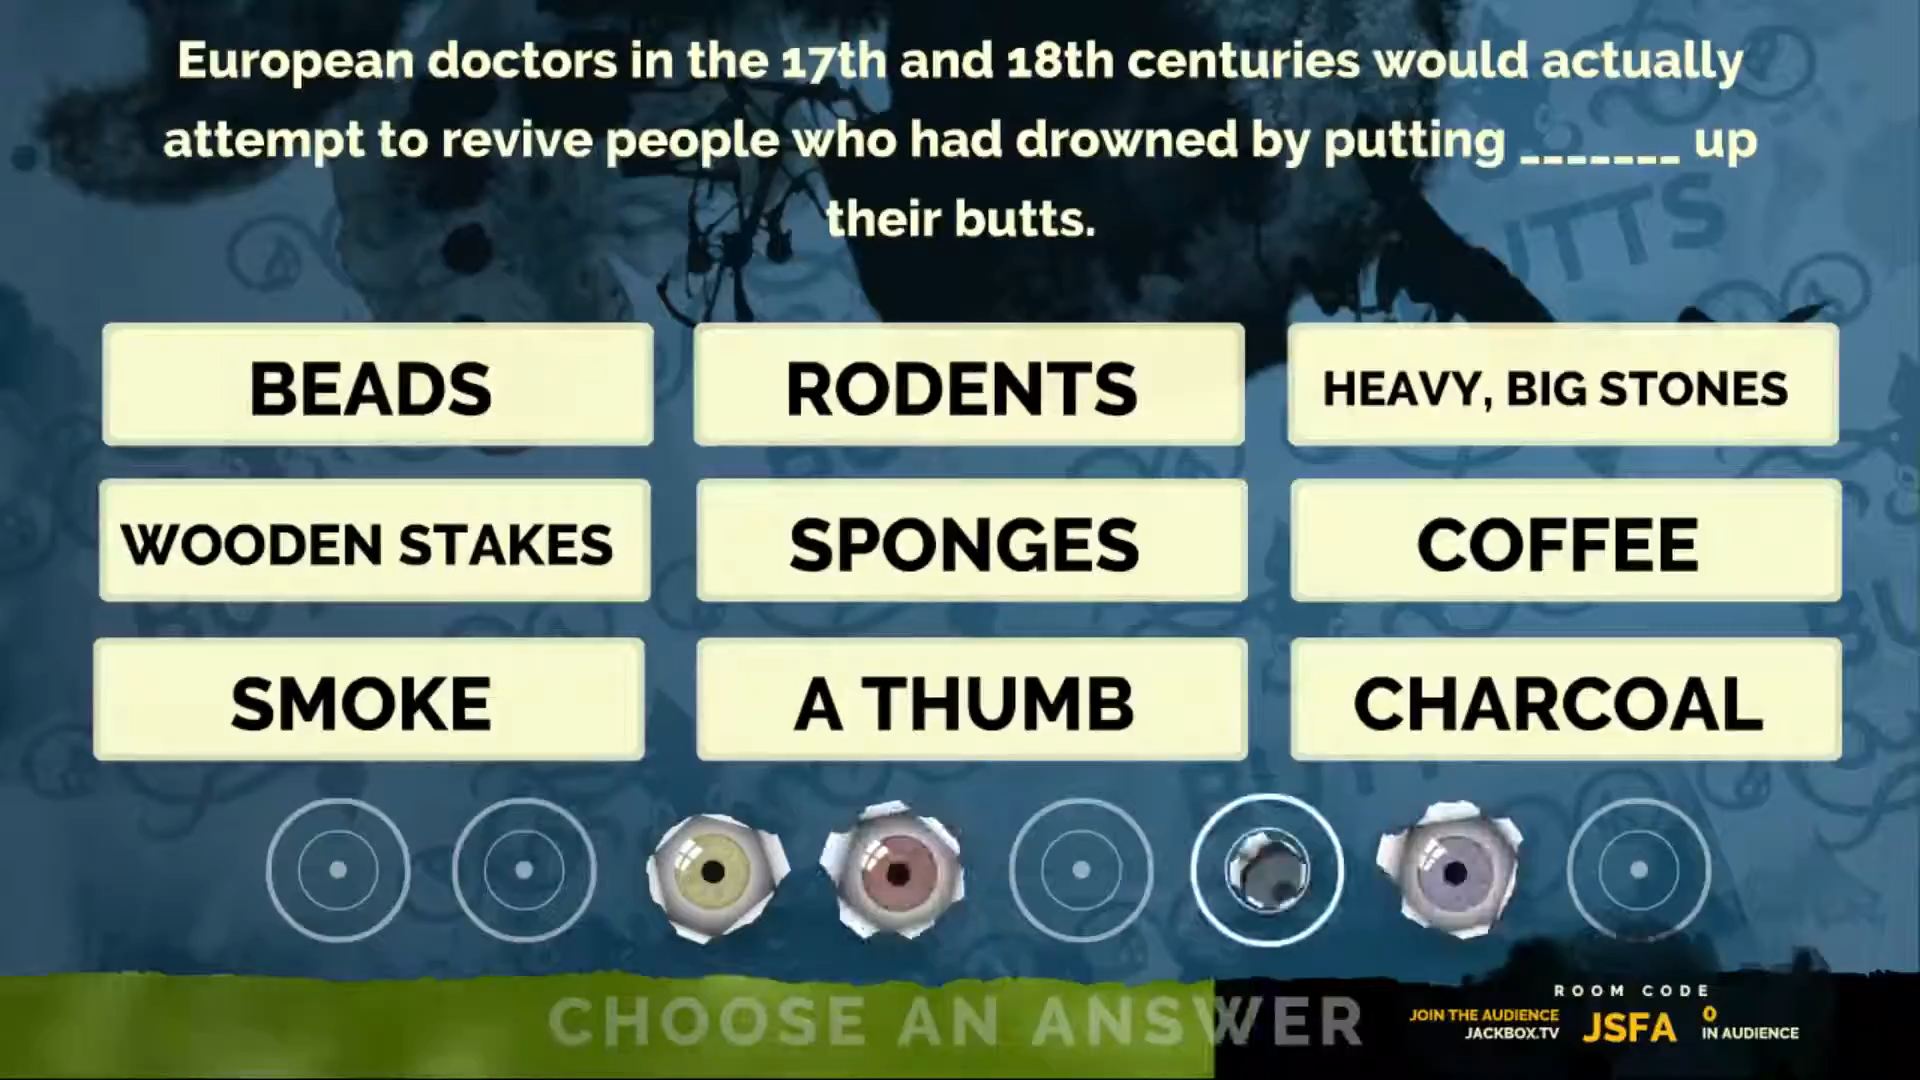 European doctors in the 17th and 18th centuries would actually
attempt to revive people who had drowned by putting _______ up
their butts.
BEADS
RODENTS
HEAVY, BIG STONES
WOODEN STAKES
SPONGES
COFFEE
SMOKE
A THUMB
CHARCOAL
CHOOSE AN ANSWER
ROOM CODE
JOIN THE AUDIENCE
JACKBOX.TV
JSFA
0
IN AUDIENCE